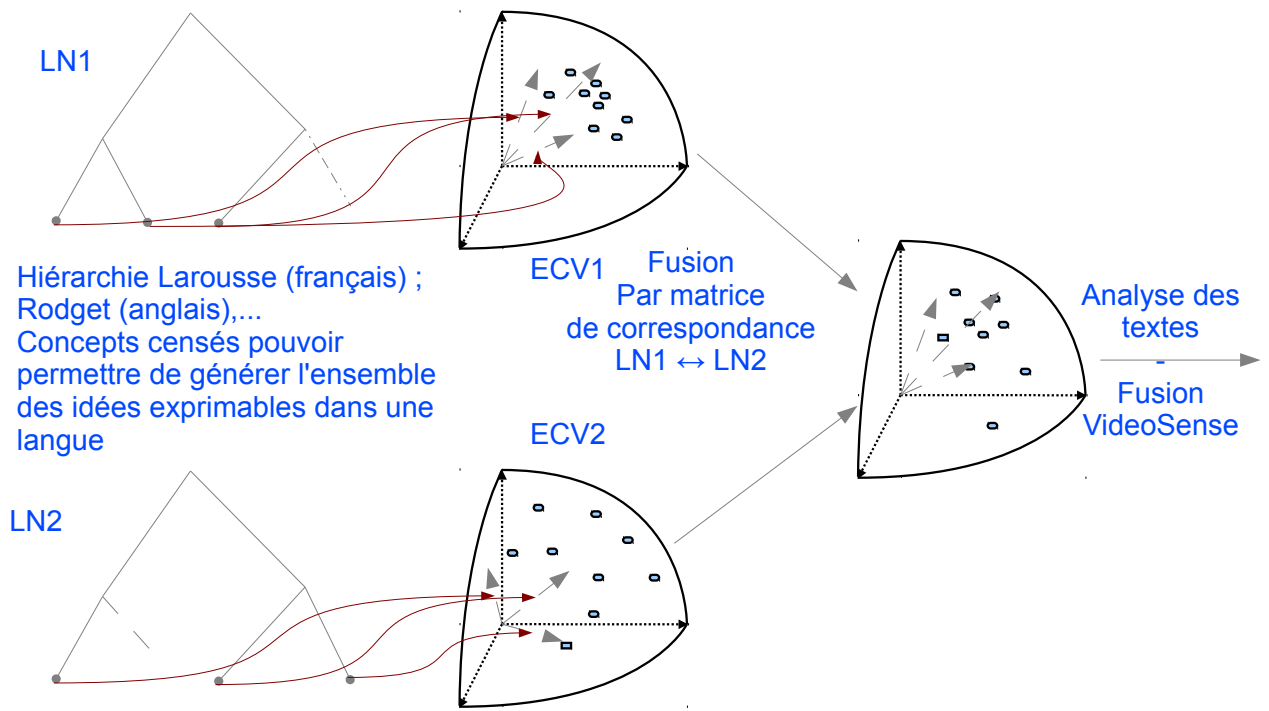 LN1
Hiérarchie Larousse (français) ;
Rodget (anglais),...
Concepts censés pouvoir
permettre de générer l'ensemble
des idées exprimables dans une
langue
LN2
ECV1
Fusion
Par matrice
de correspondance
LN1 ↔ LN2
ECV2
Analyse des
textes
-
Fusion
VideoSense